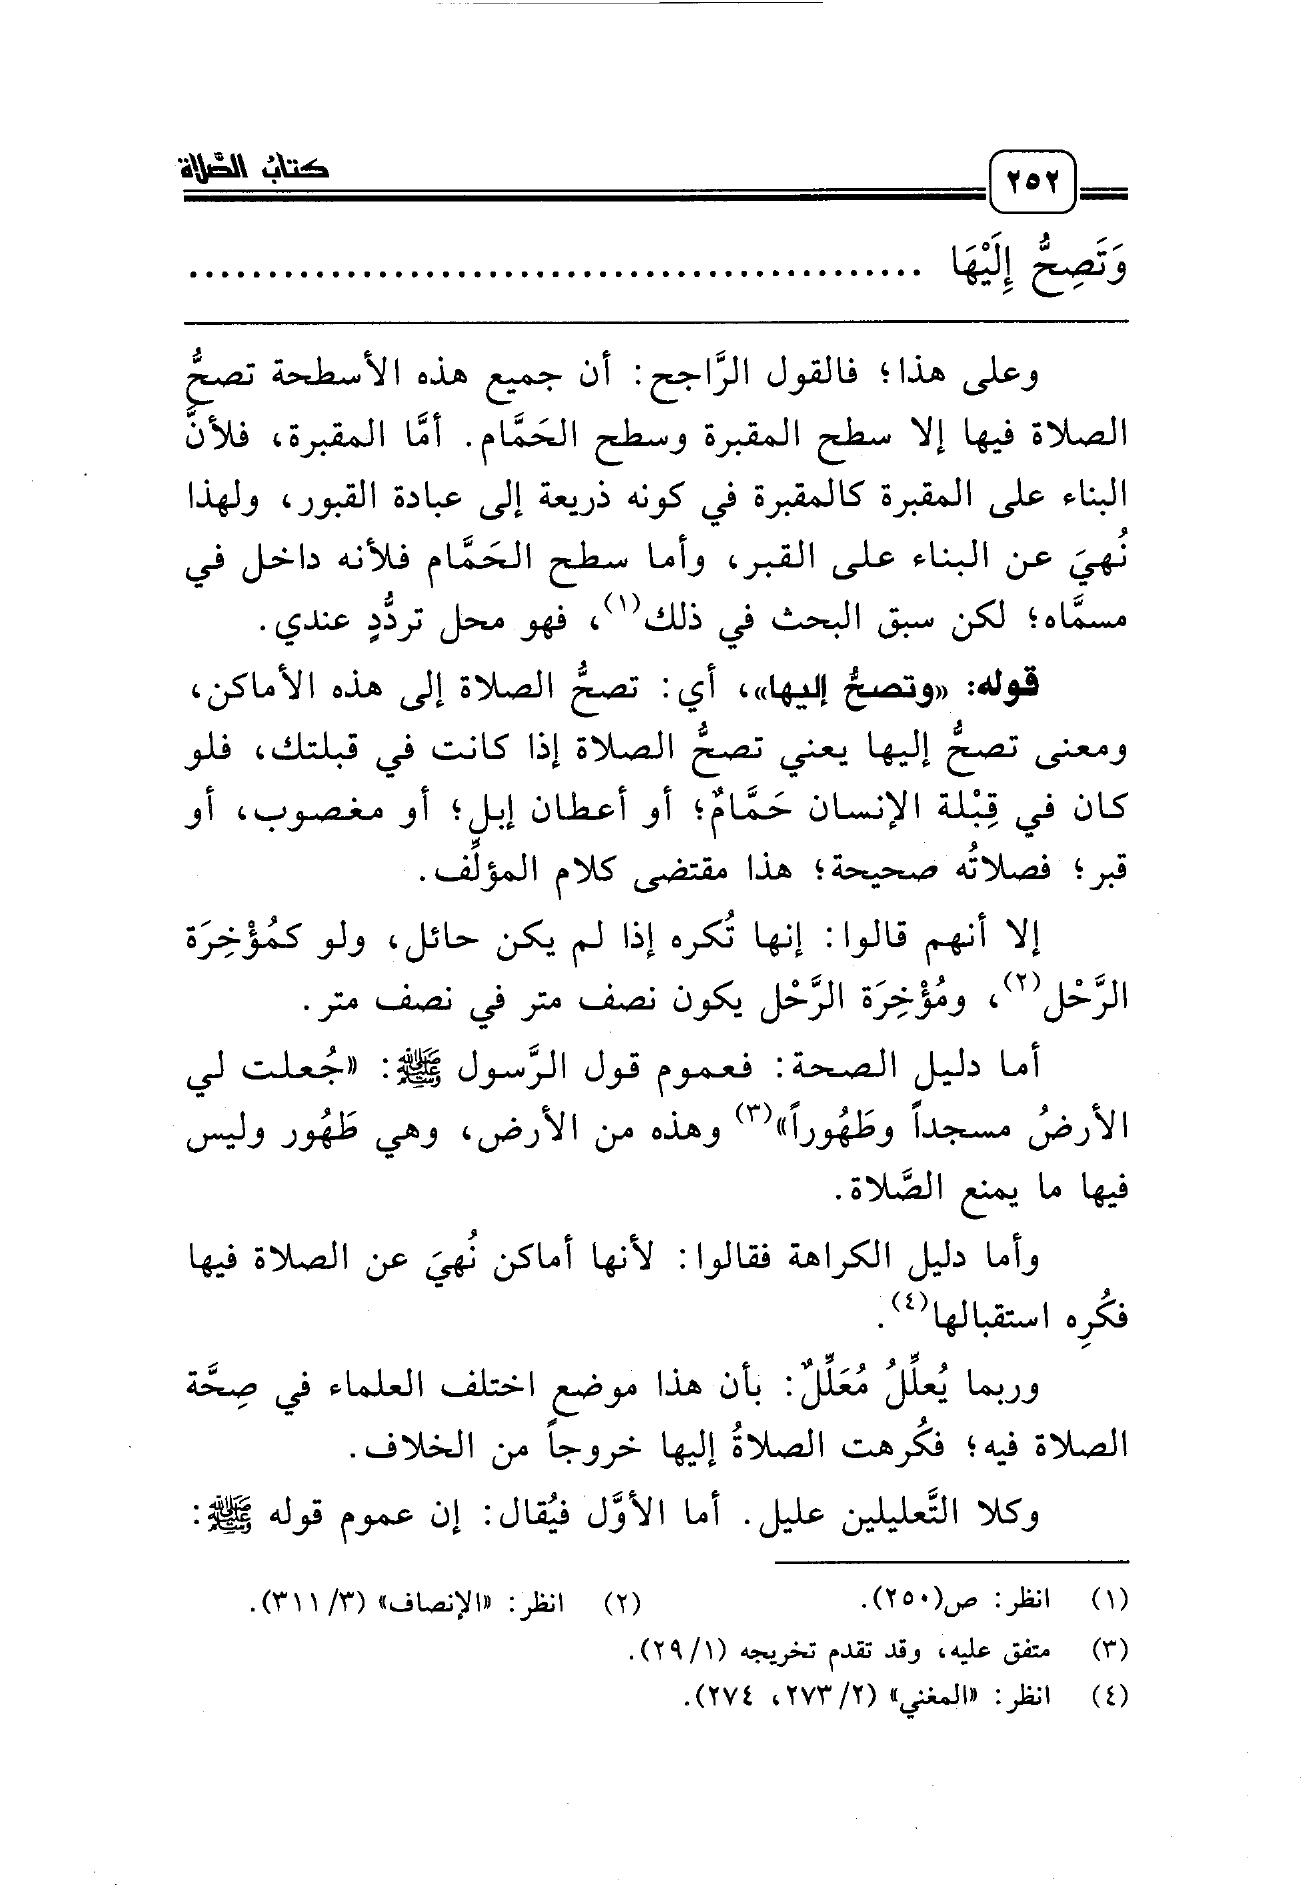 ٢٥٢ كتابُ الصَّلاة
وَتَصِحُّ إِلَيْهَا ...............................................
وعلى هذا؛ فالقول الرَّاجح: أن جميع هذه الأسطحة تصحُّ
الصلاة فيها إلا سطح المقبرة وسطح الحَمَّام. أمَّا المقبرة، فلأنَّ
البناء على المقبرة كالمقبرة في كونه ذريعة إلى عبادة القبور، ولهذا
نُهيَ عن البناء على القبر، وأما سطح الحَمَّام فلأنه داخل في
مسمَّاه؛ لكن سبق البحث في ذلك(١)، فهو محل تردُّدٍ عندي.
قوله: «وتصحُّ إليها»، أي: تصحُّ الصلاة إلى هذه الأماكن،
ومعنى تصحُّ إليها يعني تصحُّ الصلاة إذا كانت في قبلتك، فلو
كان في قِبْلة الإنسان حَمَّامٌ؛ أو أعطان إبل؛ أو مغصوب، أو
قبر؛ فصلاتُه صحيحة؛ هذا مقتضى كلام المؤلِّف.
إلا أنهم قالوا: إنها تُكره إذا لم يكن حائل، ولو كمُؤْخِرَة
الرَّحْل(٢)، ومُؤْخِرَة الرَّحْل يكون نصف متر في نصف متر.
أما دليل الصحة: فعموم قول الرَّسول ﷺ: «جُعلت لي
الأرضُ مسجداً وطَهُوراً»(٣) وهذه من الأرض، وهي طَهُور وليس
فيها ما يمنع الصَّلاة.
وأما دليل الكراهة فقالوا: لأنها أماكن نُهيَ عن الصلاة فيها
فكُرِه استقبالها(٤).
وربما يُعلِّلُ مُعَلِّلٌ: بأن هذا موضع اختلف العلماء في صِحَّة
الصلاة فيه؛ فكُرهت الصلاةُ إليها خروجاً من الخلاف.
وكلا التَّعليلين عليل. أما الأوَّل فيُقال: إن عموم قوله ﷺ:
(١) انظر: ص(٢٥٠). (٢) انظر: «الإنصاف» (٣/ ٣١١).
(٣) متفق عليه، وقد تقدم تخريجه (١/ ٢٩).
(٤) انظر: «المغني» (٢/ ٢٧٣، ٢٧٤).